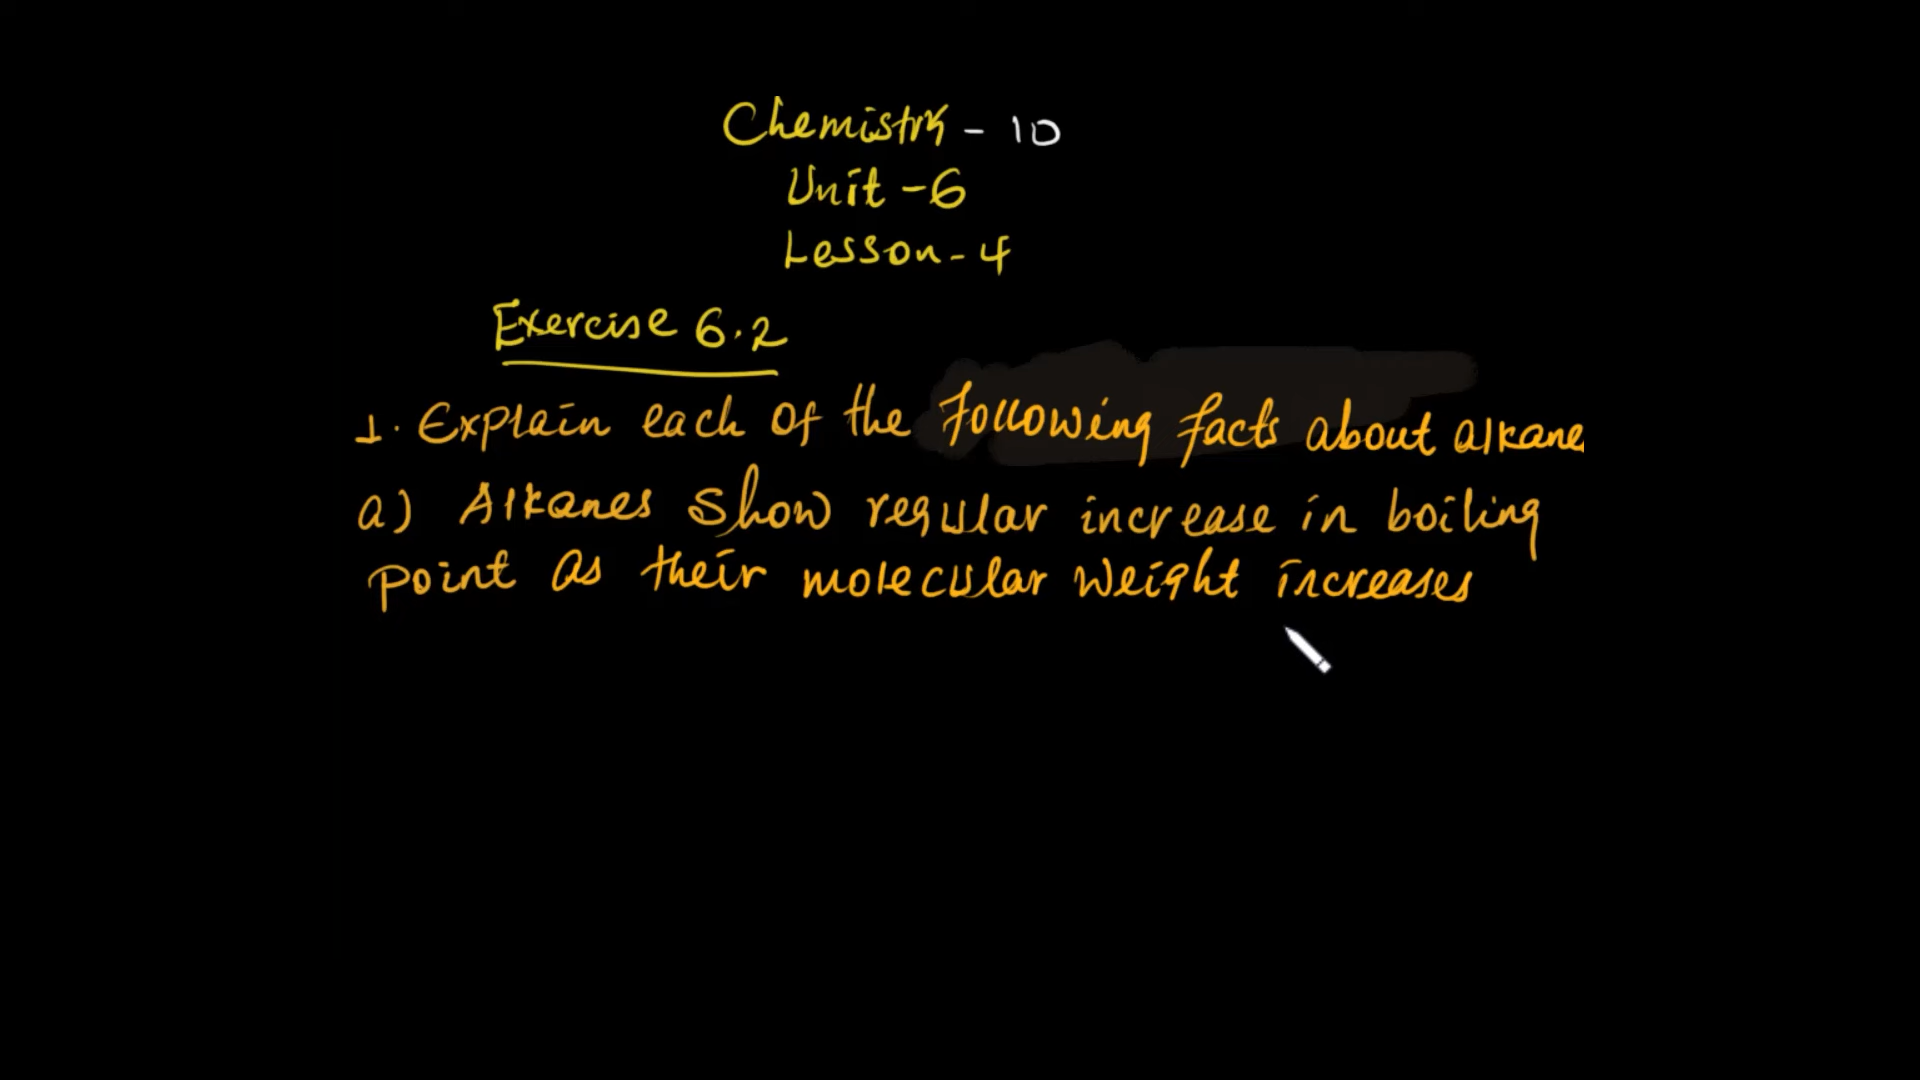 Chemistry - 10
Unit - 6
Lesson - 4
Exercise 6.2
1. Explain each of the following facts about alkane
a) Alkanes show regular increase in boiling
point as their molecular weight increases